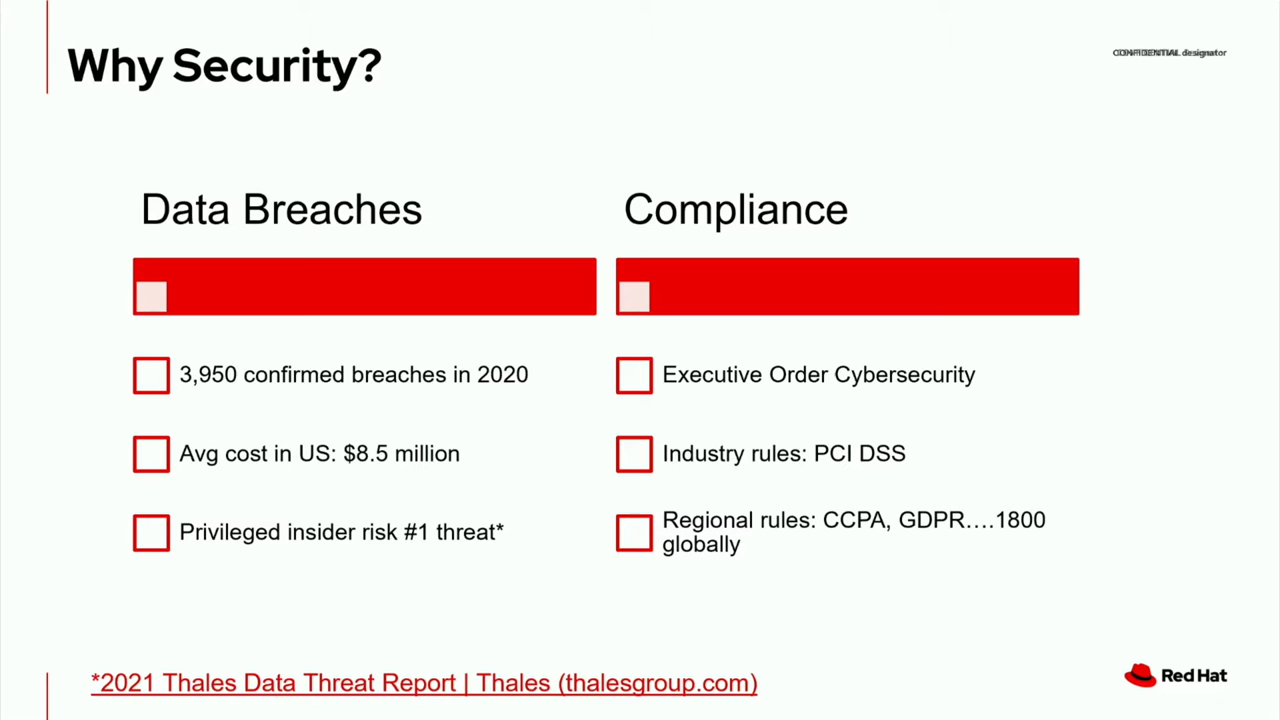 Why Security?
CONFIDENTIAL designator
Data Breaches
3,950 confirmed breaches in 2020
Avg cost in US: $8.5 million
Privileged insider risk #1 threat*
Compliance
Executive Order Cybersecurity
Industry rules: PCI DSS
Regional rules: CCPA, GDPR....1800
globally
*2021 Thales Data Threat Report | Thales (thalesgroup.com)
Red Hat